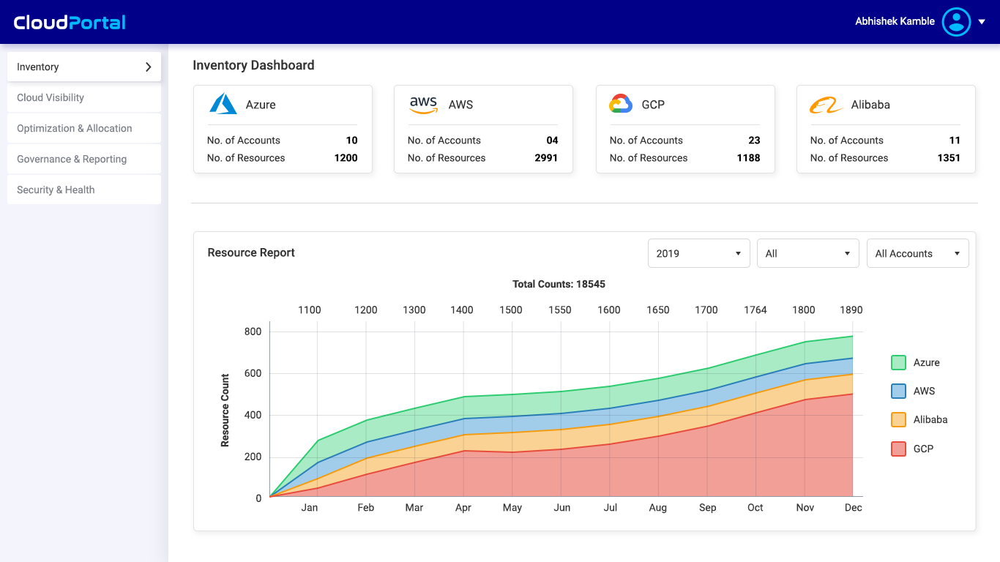 CloudPortal
Abhishek Kamble
Inventory
Cloud Visibility
Optimization & Allocation
Governance & Reporting
Security & Health
Inventory Dashboard
Azure
No. of Accounts 10
No. of Resources 1200
aws AWS
No. of Accounts 04
No. of Resources 2991
GCP
No. of Accounts 23
No. of Resources 1188
Alibaba
No. of Accounts 11
No. of Resources 1351
Resource Report
2019
All
All Accounts
Total Counts: 18545
1100 1200 1300 1400 1500 1550 1600 1650 1700 1764 1800 1890
Resource Count
800
600
400
200
0
Jan Feb Mar Apr May Jun Jul Aug Sep Oct Nov Dec
Azure
AWS
Alibaba
GCP